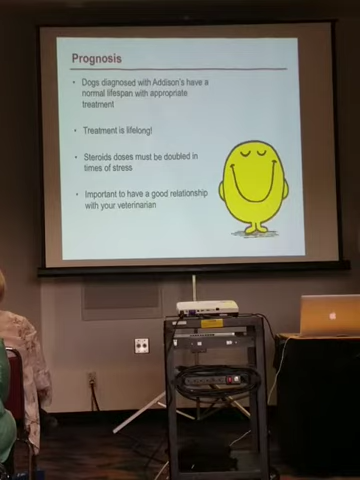 Prognosis
• Dogs diagnosed with Addison's have a
normal lifespan with appropriate
treatment
• Treatment is lifelong!
• Steroids doses must be doubled in
times of stress
• Important to have a good relationship
with your veterinarian